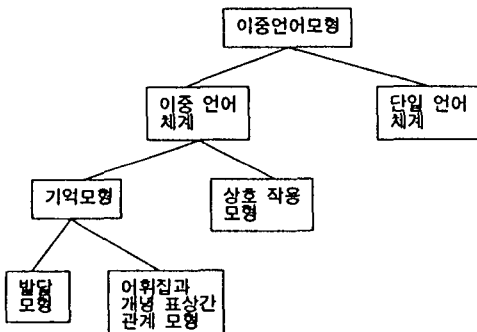 이중언어모형
이중 언어
체계
단일 언어
체계
기억모형
상호 작용
모형
발달
모형
어휘집과
개념 표상간
관계 모형